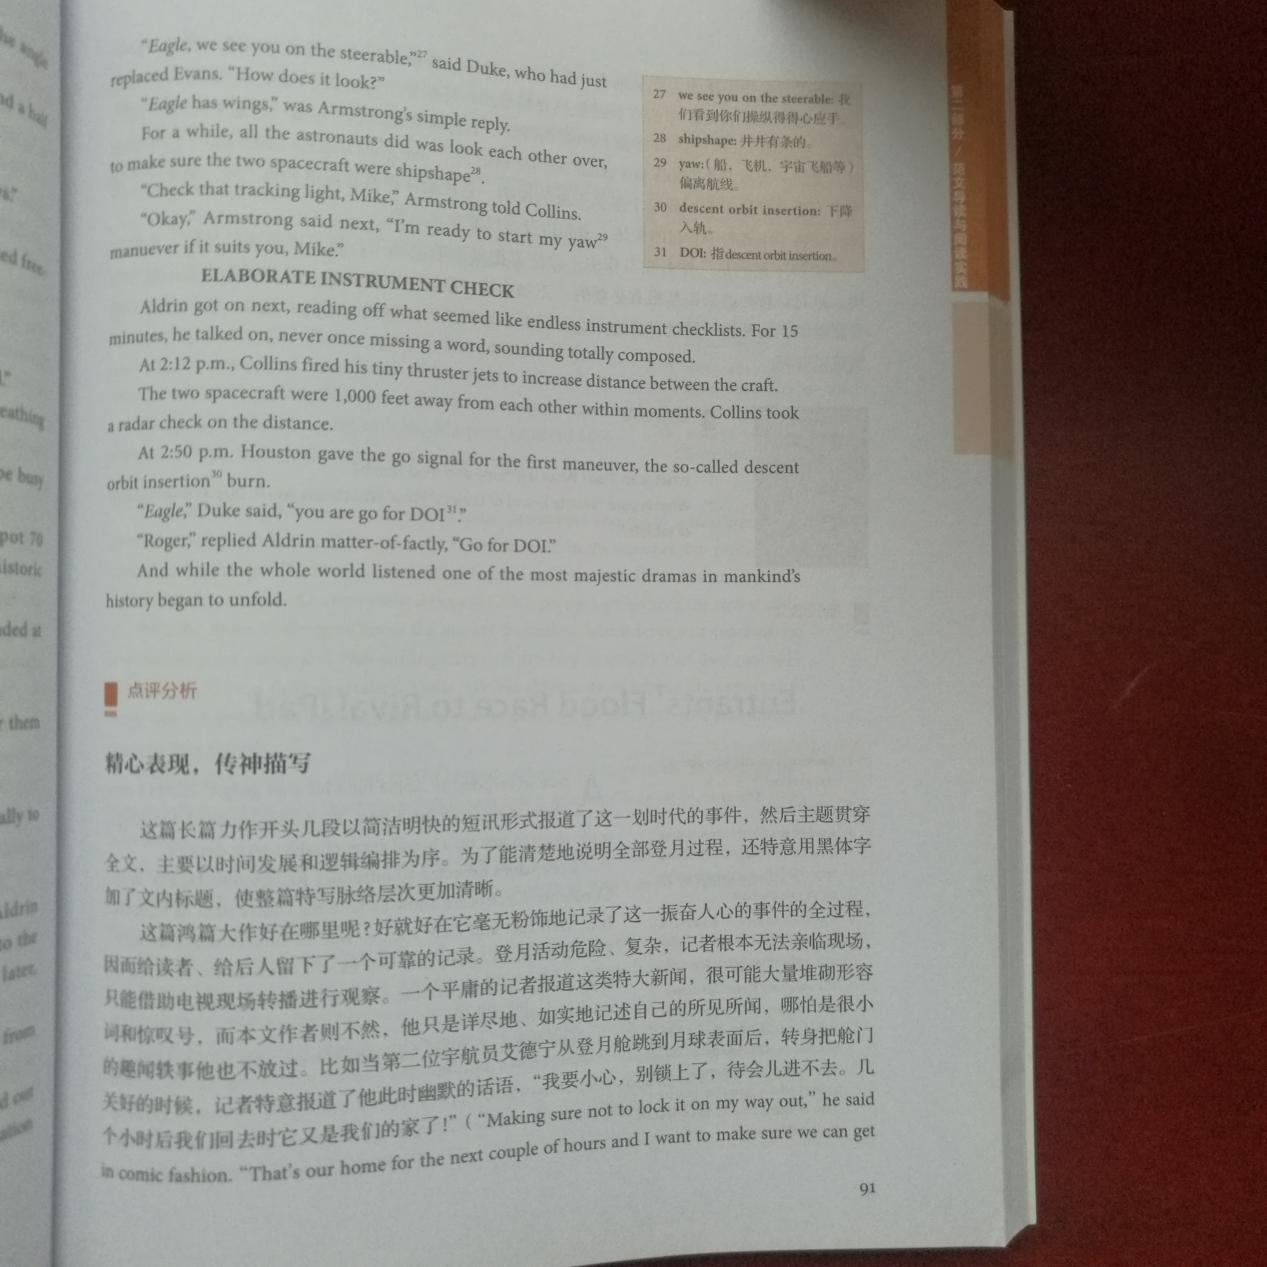 “Eagle, we see you on the steerable,”27 said Duke, who had just
replaced Evans. “How does it look?”
“Eagle has wings,” was Armstrong’s simple reply.
For a while, all the astronauts did was look each other over,
to make sure the two spacecraft were shipshape28.
“Check that tracking light, Mike,” Armstrong told Collins.
“Okay,” Armstrong said next, “I’m ready to start my yaw29
manuever if it suits you, Mike.”
27 we see you on the steerable: 我
们看到你们操纵得得心应手。
28 shipshape: 井井有条的。
29 yaw:（船，飞机，宇宙飞船等）
偏离航线。
30 descent orbit insertion: 下降
入轨。
31 DOI: 指descent orbit insertion。
ELABORATE INSTRUMENT CHECK
Aldrin got on next, reading off what seemed like endless instrument checklists. For 15
minutes, he talked on, never once missing a word, sounding totally composed.
At 2:12 p.m., Collins fired his tiny thruster jets to increase distance between the craft.
The two spacecraft were 1,000 feet away from each other within moments. Collins took
a radar check on the distance.
At 2:50 p.m. Houston gave the go signal for the first maneuver, the so-called descent
orbit insertion30 burn.
“Eagle,” Duke said, “you are go for DOI31.”
“Roger,” replied Aldrin matter-of-factly, “Go for DOI.”
And while the whole world listened one of the most majestic dramas in mankind’s
history began to unfold.
点评分析
精心表现，传神描写
这篇长篇力作开头几段以简洁明快的短讯形式报道了这一划时代的事件，然后主题贯穿
全文，主要以时间发展和逻辑编排为序。为了能清楚地说明全部登月过程，还特意用黑体字
加了文内标题，使整篇特写脉络层次更加清晰。
这篇鸿篇大作好在哪里呢？好就好在它毫无粉饰地记录了这一振奋人心的事件的全过程，
因而给读者、给后人留下了一个可靠的记录。登月活动危险、复杂，记者根本无法亲临现场，
只能借助电视现场转播进行观察。一个平庸的记者报道这类特大新闻，很可能大量堆砌形容
词和惊叹号，而本文作者则不然，他只是详尽地、如实地记述自己的所见所闻，哪怕是很小
的趣闻轶事他也不放过。比如当第二位宇航员艾德宁从登月舱跳到月球表面后，转身把舱门
关好的时候，记者特意报道了他此时幽默的话语，“我要小心，别锁上了，待会儿进不去。几
个小时后我们回去时它又是我们的家了！”（“Making sure not to lock it on my way out,” he said
in comic fashion. “That’s our home for the next couple of hours and I want to make sure we can get
91
第二部分 / 范文导读与阅读实践